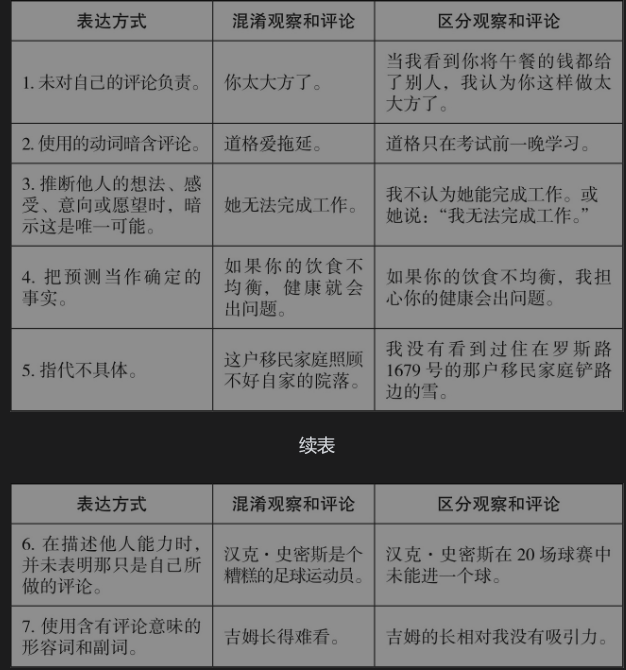 表达方式
混淆观察和评论
区分观察和评论
1. 未对自己的评论负责。
你太大方了。
当我看到你将午餐的钱都给
了别人，我认为你这样做太
大方了。
2. 使用的动词暗含评论。
道格爱拖延。
道格只在考试前一晚学习。
3. 推断他人的想法、感
受、意向或愿望时，暗
示这是唯一可能。
她无法完成工作。
我不认为她能完成工作。或
她说：“我无法完成工作。”
4. 把预测当作确定的
事实。
如果你的饮食不
均衡，健康就会
出问题。
如果你的饮食不均衡，我担
心你的健康会出问题。
5. 指代不具体。
这户移民家庭照顾
不好自家的院落。
我没有看到过住在罗斯路
1679 号的那户移民家庭铲路
边的雪。
续表
表达方式
混淆观察和评论
区分观察和评论
6. 在描述他人能力时，
并未表明那只是自己所
做的评论。
汉克·史密斯是个
糟糕的足球运动员。
汉克·史密斯在 20 场球赛中
未能进一个球。
7. 使用含有评论意味的
形容词和副词。
吉姆长得难看。
吉姆的长相对我没有吸引力。